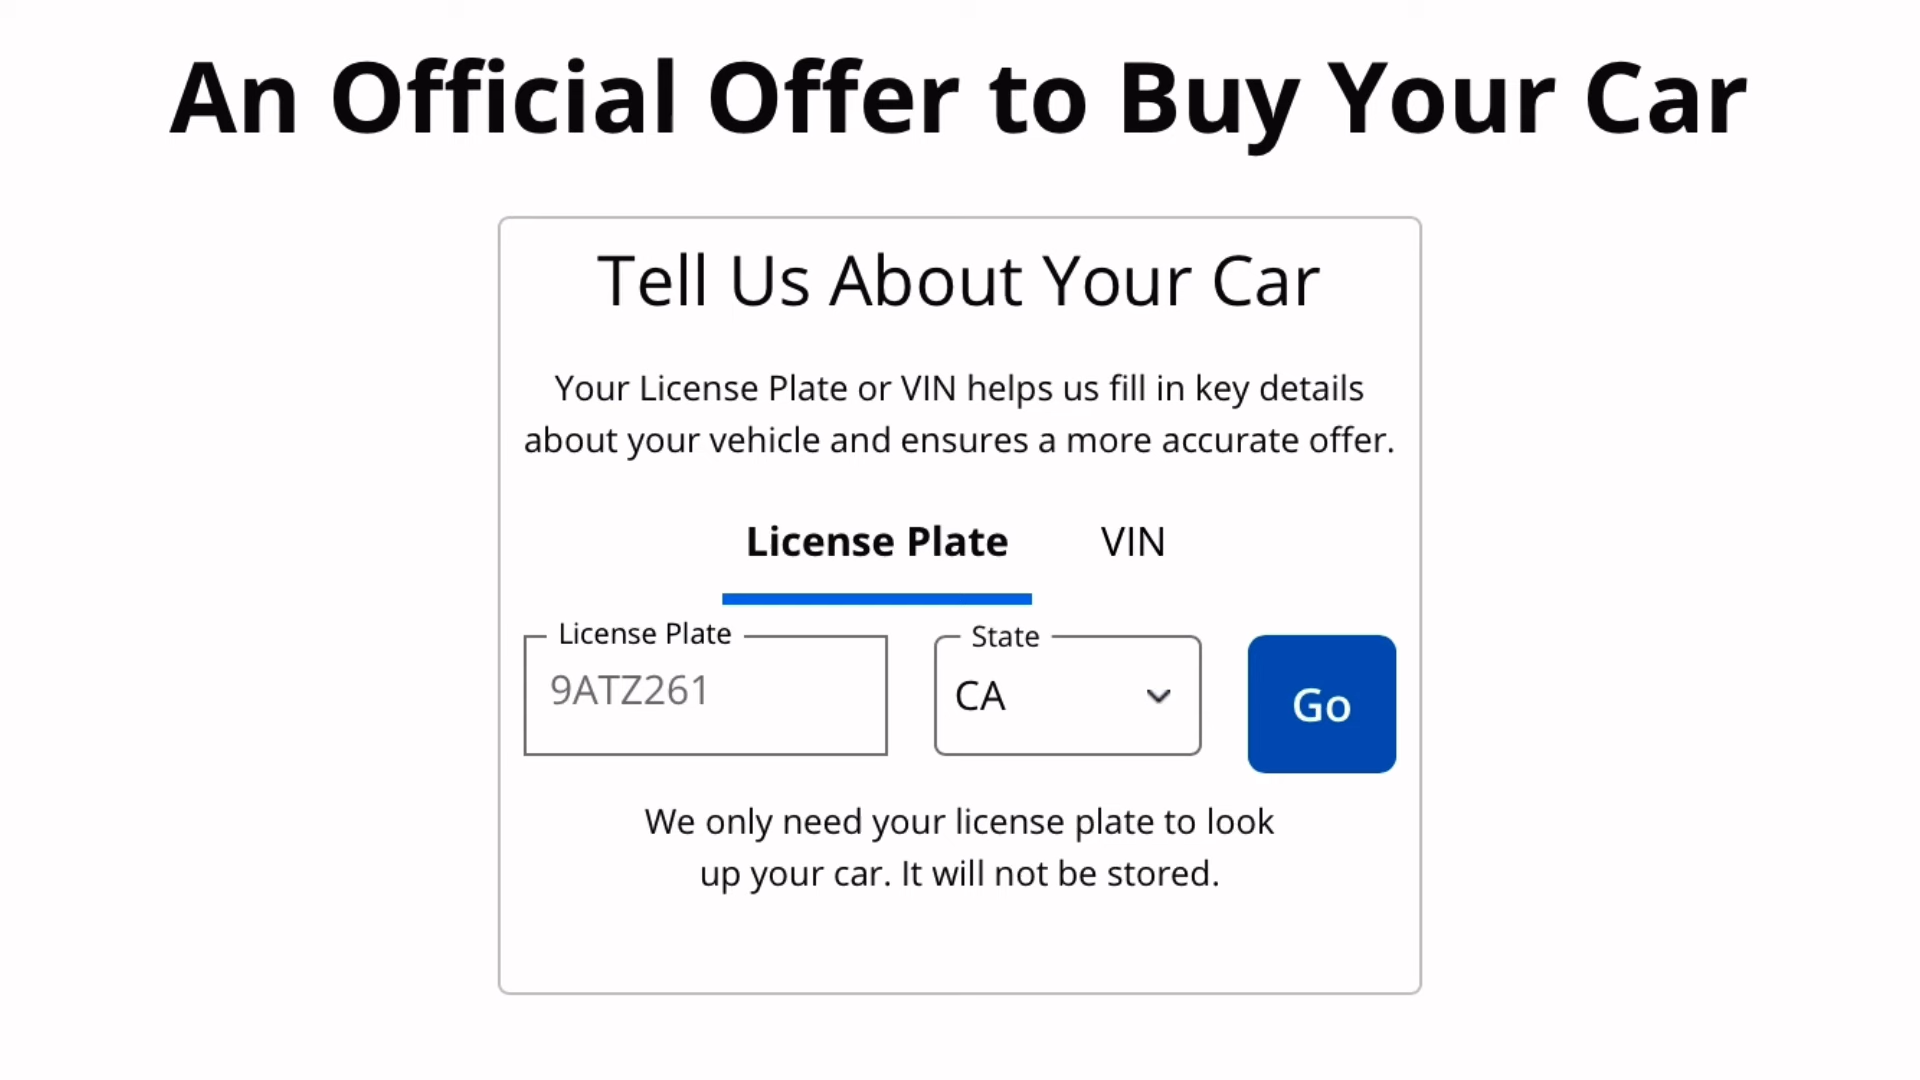 An Official Offer to Buy Your Car
Tell Us About Your Car
Your License Plate or VIN helps us fill in key details
about your vehicle and ensures a more accurate offer.
License Plate VIN
License Plate State
9ATZ261 CA Go
We only need your license plate to look
up your car. It will not be stored.